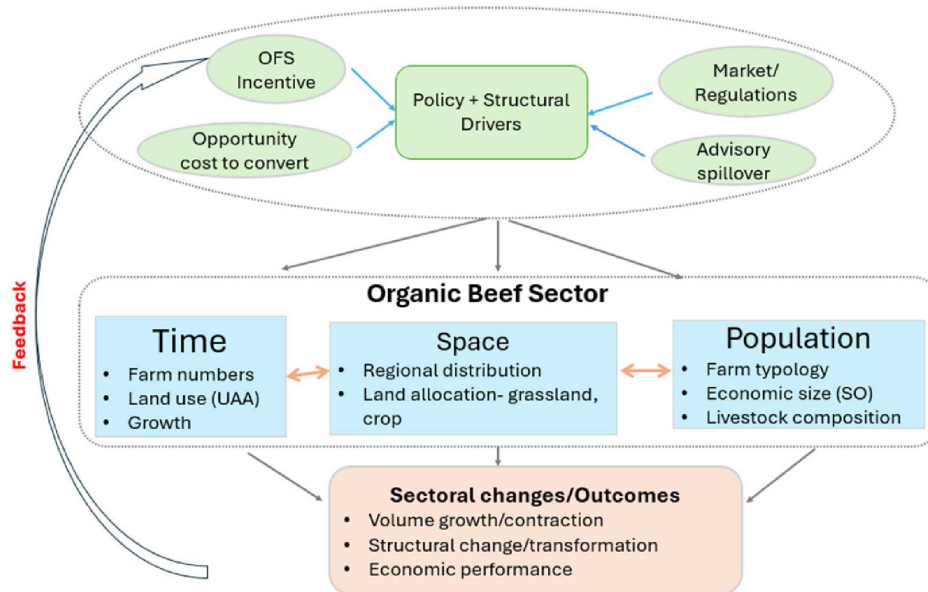 OFS
Incentive
Opportunity
cost to convert
Policy + Structural
Drivers
Market/
Regulations
Advisory
spillover
Feedback
Organic Beef Sector
Time
• Farm numbers
• Land use (UAA)
• Growth
Space
• Regional distribution
• Land allocation- grassland,
crop
Population
• Farm typology
• Economic size (SO)
• Livestock composition
Sectoral changes/Outcomes
• Volume growth/contraction
• Structural change/transformation
• Economic performance